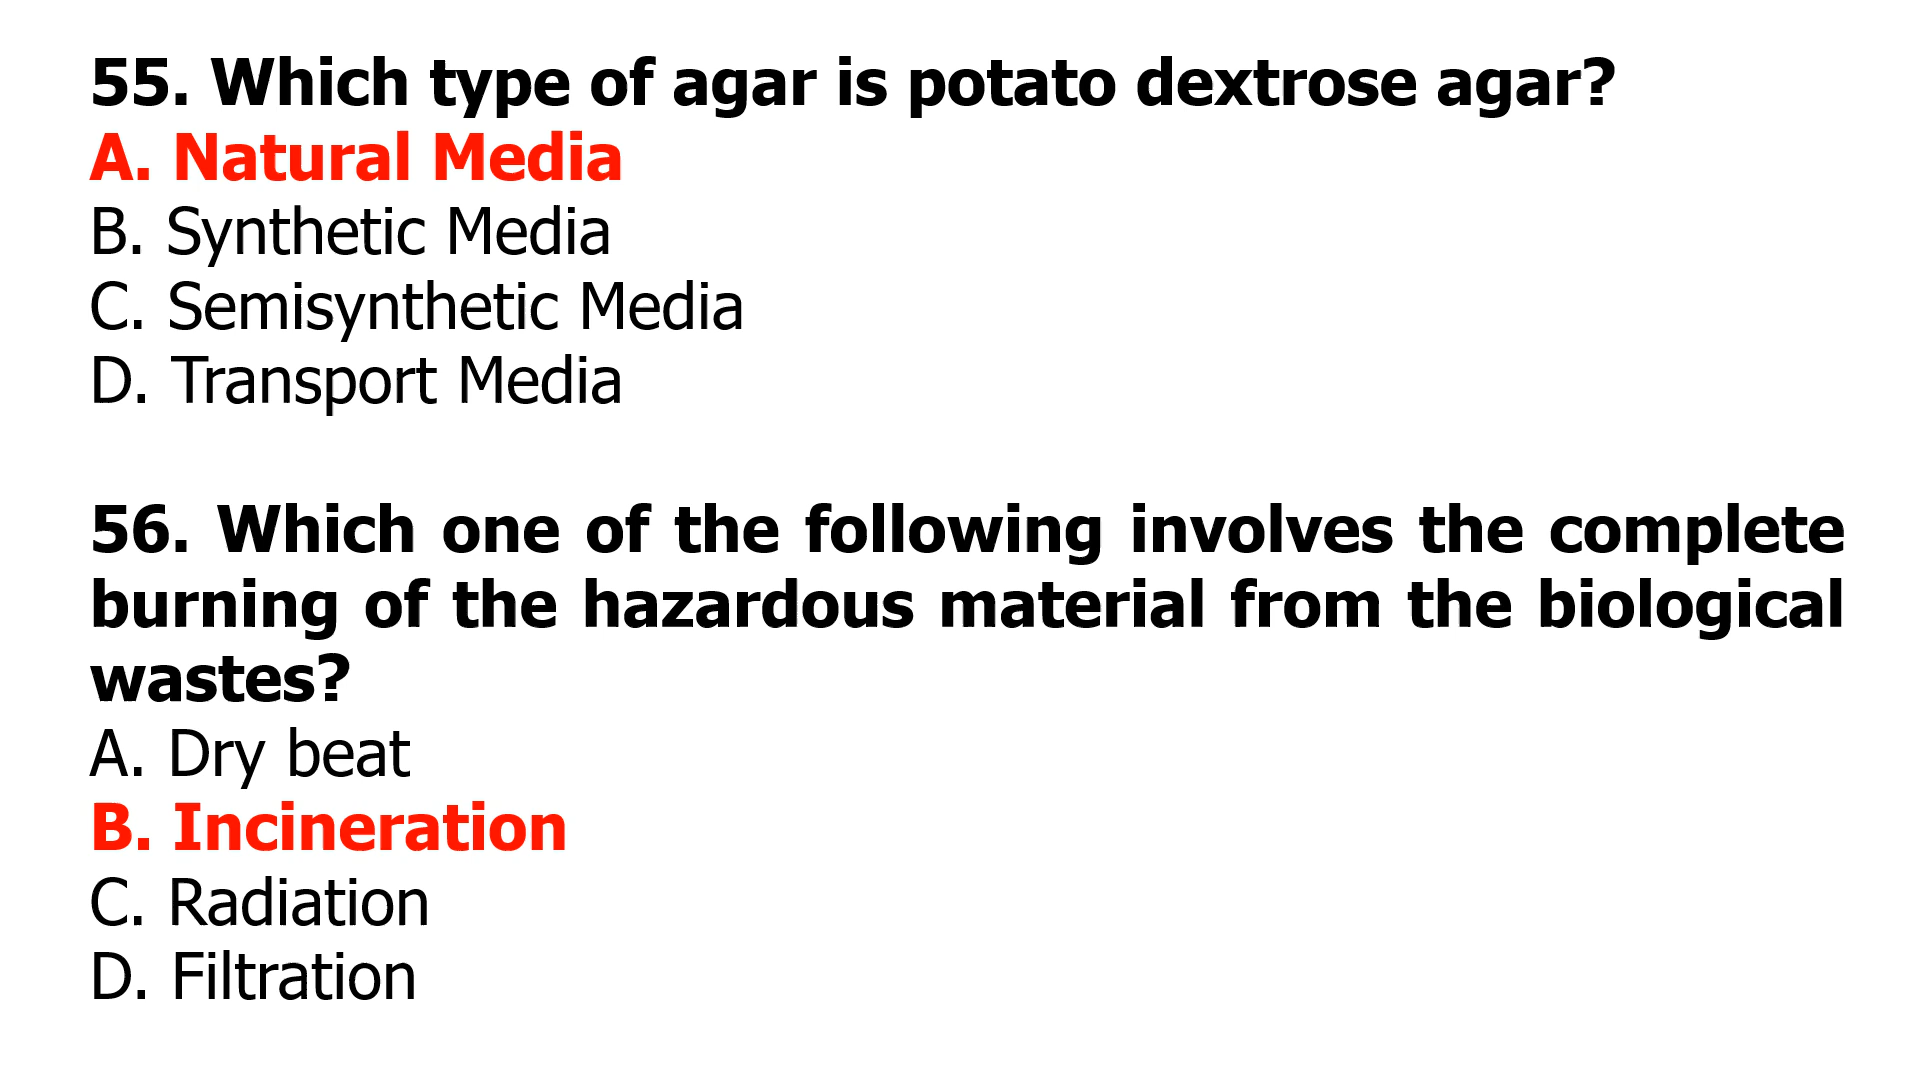 55. Which type of agar is potato dextrose agar?
A. Natural Media
B. Synthetic Media
C. Semisynthetic Media
D. Transport Media
56. Which one of the following involves the complete
burning of the hazardous material from the biological
wastes?
A. Dry beat
B. Incineration
C. Radiation
D. Filtration